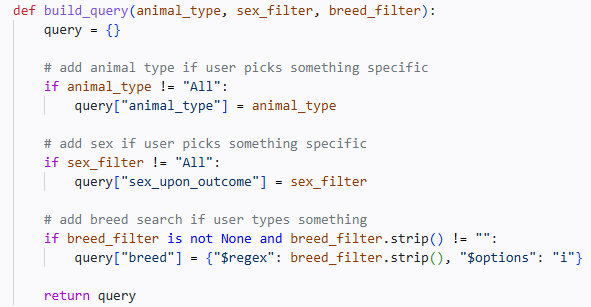 def build_query(animal_type, sex_filter, breed_filter):
    query = {}

    # add animal type if user picks something specific
    if animal_type != "All":
        query["animal_type"] = animal_type

    # add sex if user picks something specific
    if sex_filter != "All":
        query["sex_upon_outcome"] = sex_filter

    # add breed search if user types something
    if breed_filter is not None and breed_filter.strip() != "":
        query["breed"] = {"$regex": breed_filter.strip(), "$options": "i"}

    return query